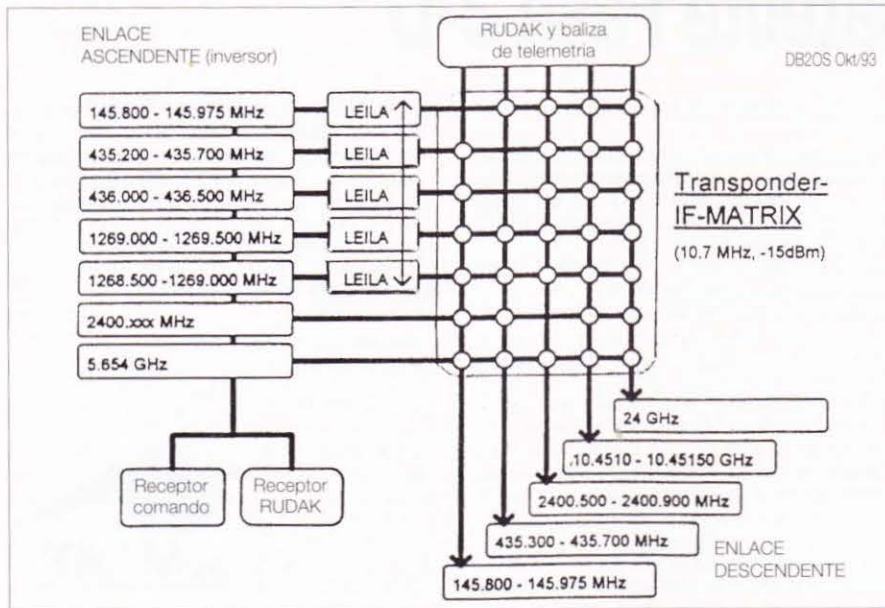 ENLACE
ASCENDENTE (inversor)
RUDAK y baliza
de telemetria
DB2OS Okt/93
145.800 - 145.975 MHz
LEILA
435.200 - 435.700 MHz
LEILA
436.000 - 436.500 MHz
LEILA
1269.000 - 1269.500 MHz
LEILA
1268.500 -1269.000 MHz
LEILA
2400.xxx MHz
5.654 GHz
Transponder-
IF-MATRIX
(10.7 MHz, -15dBm)
Receptor
comando
Receptor
RUDAK
24 GHz
10.4510 - 10.45150 GHz
2400.500 - 2400.900 MHz
435.300 - 435.700 MHz
145.800 - 145.975 MHz
ENLACE
DESCENDENTE